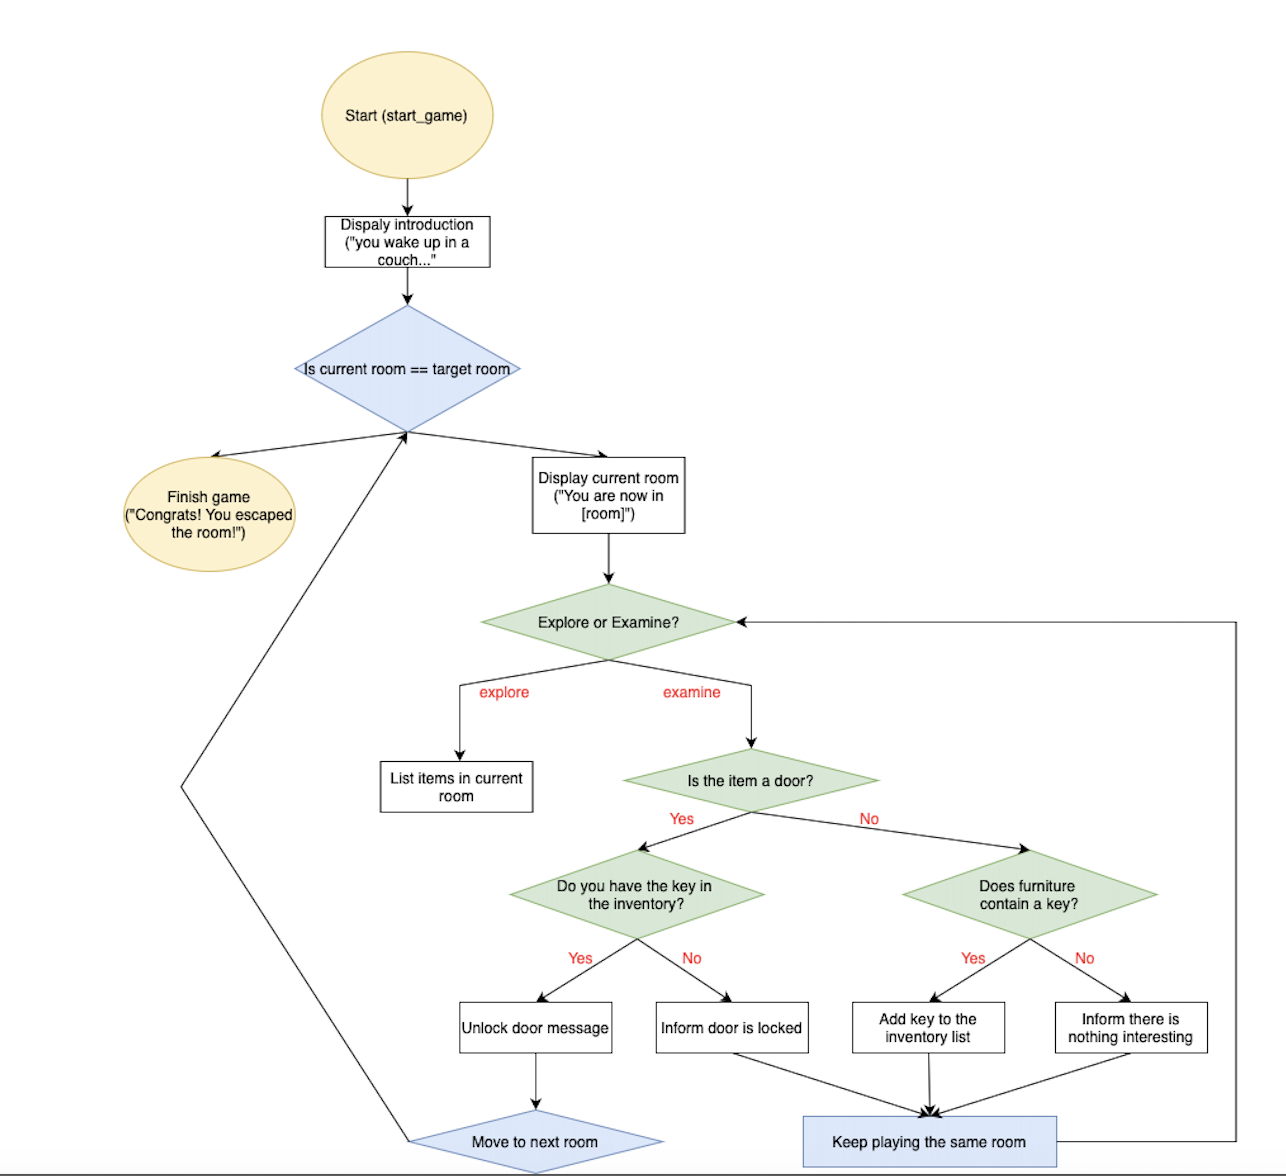 Start (start_game)
Dispaly introduction
("you wake up in a
couch..."
Is current room == target room
Finish game
("Congrats! You escaped
the room!")
Display current room
("You are now in
[room]")
Explore or Examine?
explore
examine
List items in current
room
Is the item a door?
Yes
No
Do you have the key in
the inventory?
Does furniture
contain a key?
Yes
No
Yes
No
Unlock door message
Inform door is locked
Add key to the
inventory list
Inform there is
nothing interesting
Move to next room
Keep playing the same room